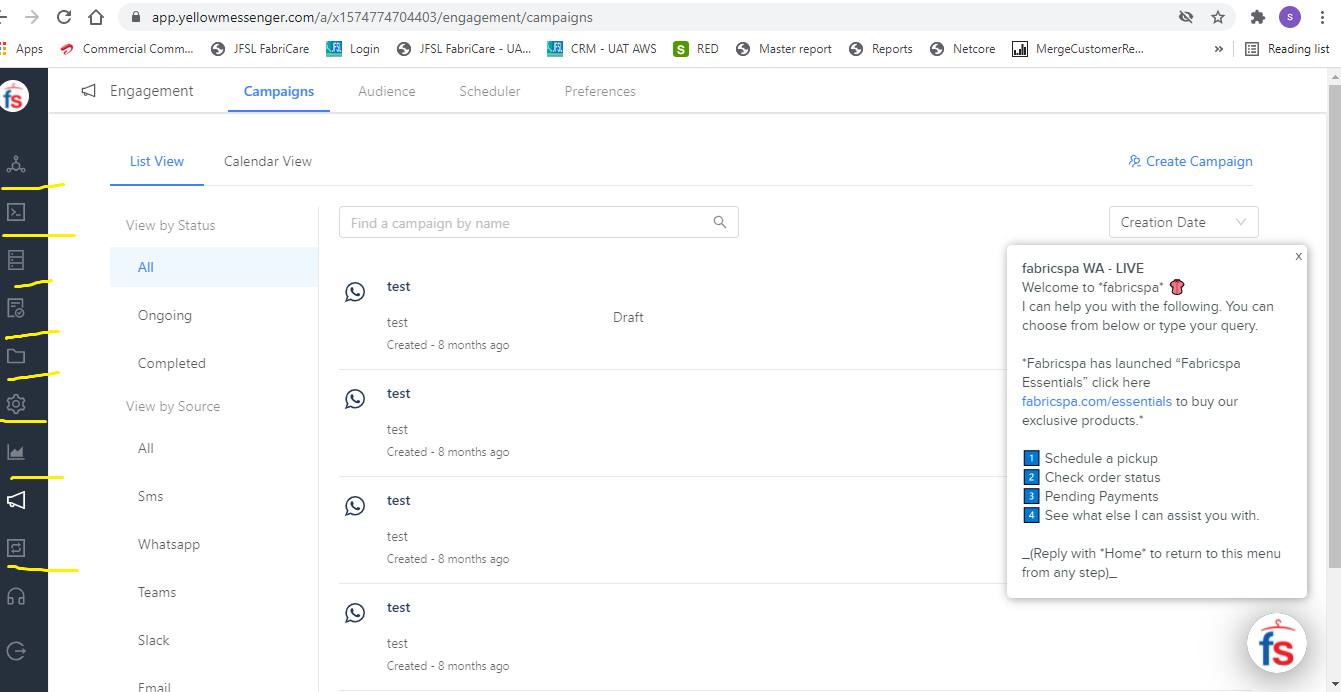 app.yellowmessenger.com/a/x1574774704403/engagement/campaigns
s
Apps Commercial Comm... JFSL FabriCare Login JFSL FabriCare - UA... CRM - UAT AWS S RED Master report Reports Netcore MergeCustomerRe... » Reading list
fs
Engagement Campaigns Audience Scheduler Preferences
List View Calendar View Create Campaign
View by Status
All
Ongoing
Completed
View by Source
All
Sms
Whatsapp
Teams
Slack
Email
Find a campaign by name
Creation Date
test
test Draft
Created - 8 months ago
test
test
Created - 8 months ago
test
test
Created - 8 months ago
test
test
Created - 8 months ago
x
fabricspa WA - LIVE
Welcome to *fabricspa*
I can help you with the following. You can
choose from below or type your query.
*Fabricspa has launched “Fabricspa
Essentials” click here
fabricspa.com/essentials to buy our
exclusive products.*
1 Schedule a pickup
2 Check order status
3 Pending Payments
4 See what else I can assist you with.
_(Reply with *Home* to return to this menu
from any step)_
fs